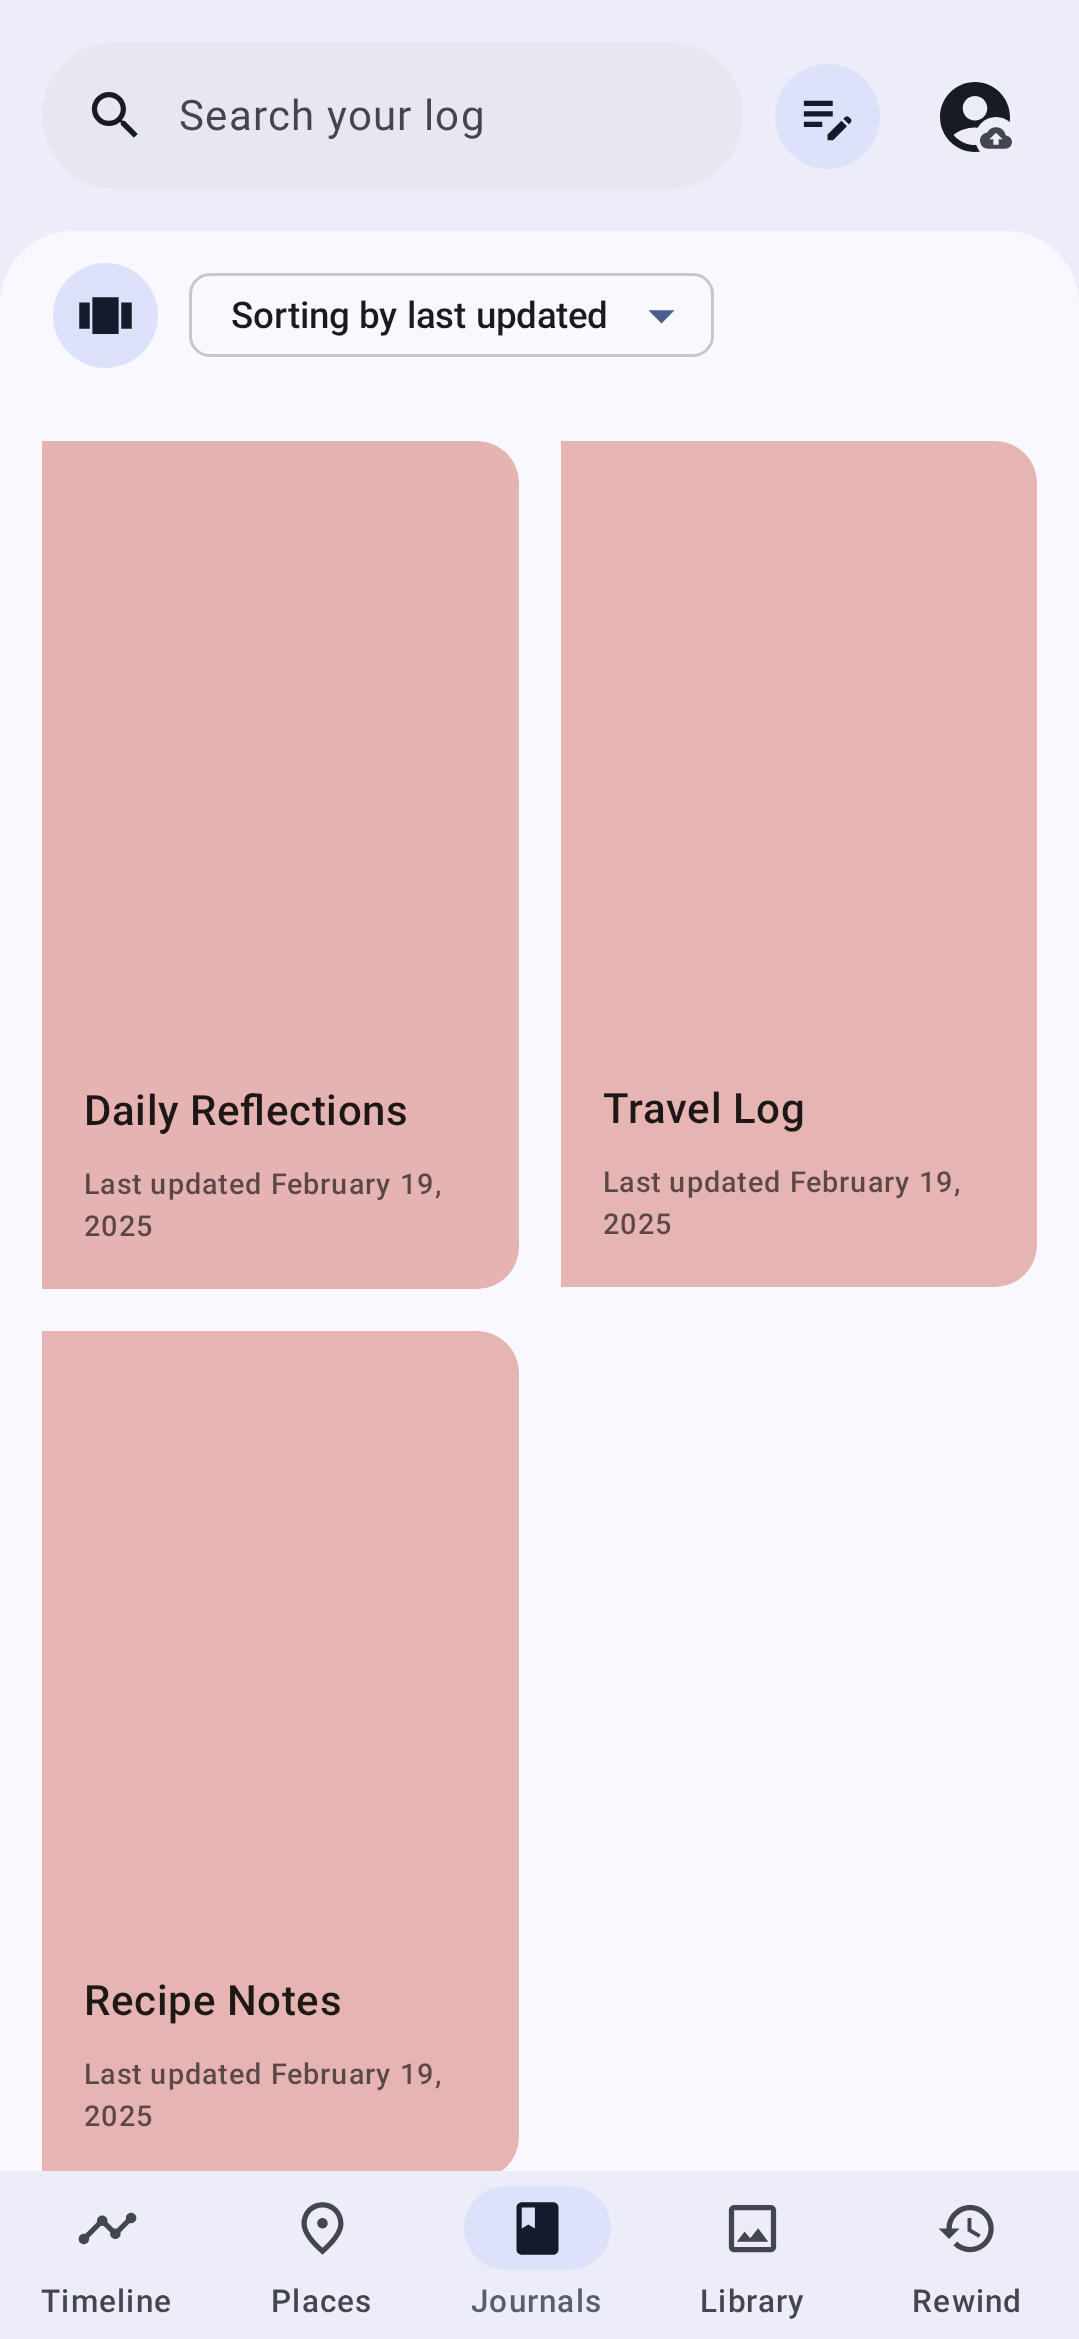 Search your log
Sorting by last updated
Daily Reflections
Last updated February 19,
2025
Travel Log
Last updated February 19,
2025
Recipe Notes
Last updated February 19,
2025
Timeline
Places
Journals
Library
Rewind